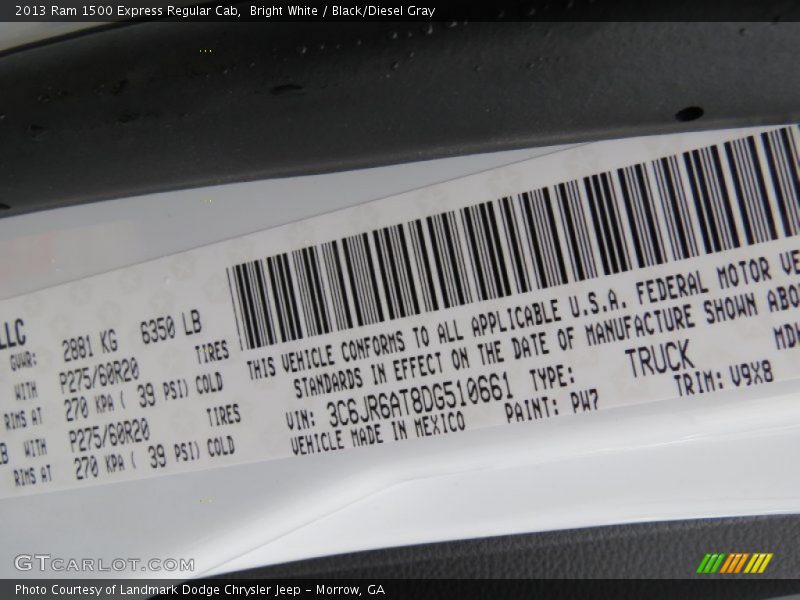 2013 Ram 1500 Express Regular Cab,  Bright White / Black/Diesel Gray
LLC
GVWR: 2881 KG 6350 LB
WITH P275/60R20 TIRES
RIMS AT 270 KPA ( 39 PSI) COLD
LB WITH P275/60R20 TIRES
RIMS AT 270 KPA ( 39 PSI) COLD
THIS VEHICLE CONFORMS TO ALL APPLICABLE U.S.A. FEDERAL MOTOR VE
STANDARDS IN EFFECT ON THE DATE OF MANUFACTURE SHOWN ABO
VIN: 3C6JR6AT8DG510661 TYPE: TRUCK MDH
VEHICLE MADE IN MEXICO PAINT: PW7 TRIM: V9X8
GTCARLOT.COM
Photo Courtesy of Landmark Dodge Chrysler Jeep – Morrow, GA